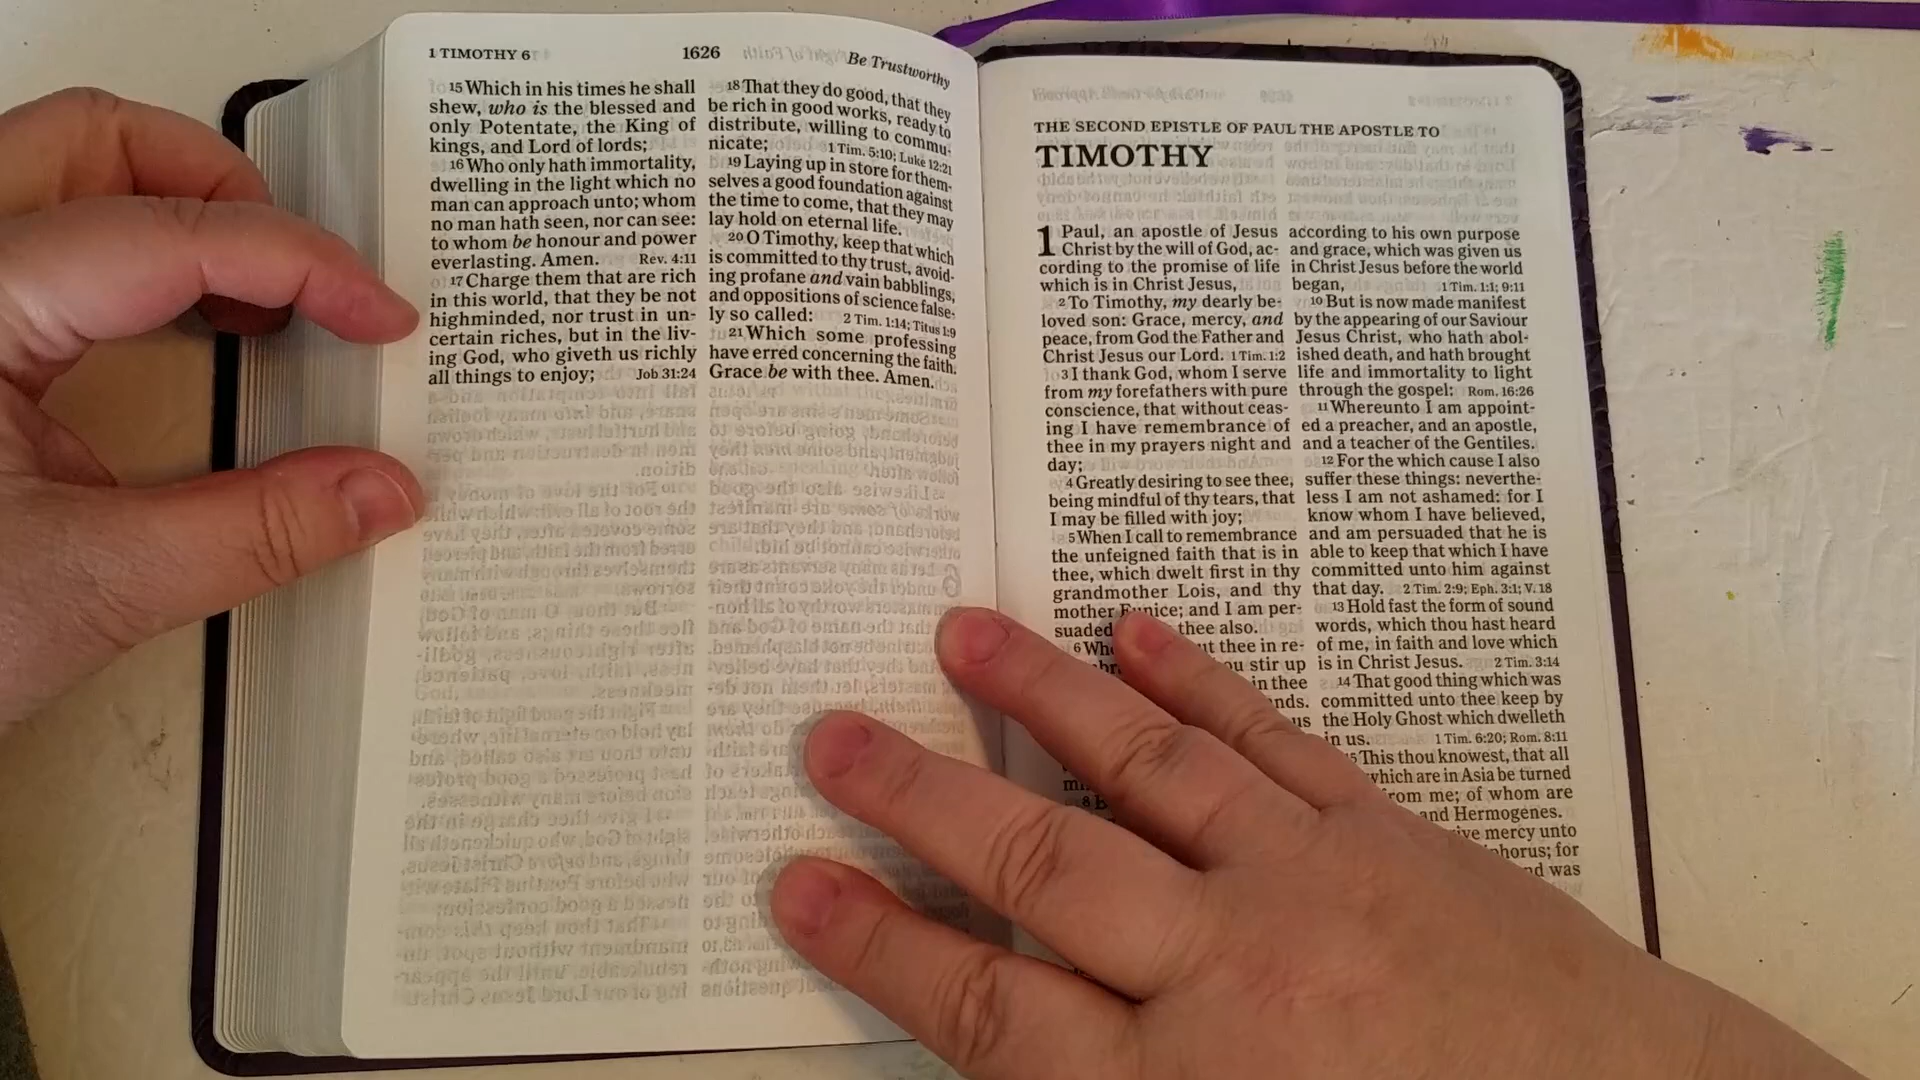 1 TIMOTHY 6
1626
Be Trustworthy
15 Which in his times he shall
shew, who is the blessed and
only Potentate, the King of
kings, and Lord of lords;
16 Who only hath immortality,
dwelling in the light which no
man can approach unto; whom
no man hath seen, nor can see:
to whom be honour and power
everlasting. Amen. Rev. 4:11
17 Charge them that are rich
in this world, that they be not
highminded, nor trust in un-
certain riches, but in the liv-
ing God, who giveth us richly
all things to enjoy; Job 31:24
18 That they do good, that they
be rich in good works, ready to
distribute, willing to commu-
nicate; 1 Tim. 5:10; Luke 12:21
19 Laying up in store for them-
selves a good foundation against
the time to come, that they may
lay hold on eternal life.
20 O Timothy, keep that which
is committed to thy trust, avoid-
ing profane and vain babblings,
and oppositions of science false-
ly so called: 2 Tim. 1:14; Titus 1:9
21 Which some professing
have erred concerning the faith.
Grace be with thee. Amen.
THE SECOND EPISTLE OF PAUL THE APOSTLE TO
TIMOTHY
1 Paul, an apostle of Jesus
Christ by the will of God, ac-
cording to the promise of life
which is in Christ Jesus,
2 To Timothy, my dearly be-
loved son: Grace, mercy, and
peace, from God the Father and
Christ Jesus our Lord. 1 Tim. 1:2
3 I thank God, whom I serve
from my forefathers with pure
conscience, that without ceas-
ing I have remembrance of
thee in my prayers night and
day;
4 Greatly desiring to see thee,
being mindful of thy tears, that
I may be filled with joy;
5 When I call to remembrance
the unfeigned faith that is in
thee, which dwelt first in thy
grandmother Lois, and thy
mother Eunice; and I am per-
suaded thee also.
6 thee in re-
stir up
in thee
us
8
according to his own purpose
and grace, which was given us
in Christ Jesus before the world
began, 1 Tim. 1:1; 9:11
10 But is now made manifest
by the appearing of our Saviour
Jesus Christ, who hath abol-
ished death, and hath brought
life and immortality to light
through the gospel: Rom. 16:26
11 Whereunto I am appoint-
ed a preacher, and an apostle,
and a teacher of the Gentiles.
12 For the which cause I also
suffer these things: neverthe-
less I am not ashamed: for I
know whom I have believed,
and am persuaded that he is
able to keep that which I have
committed unto him against
that day. 2 Tim. 2:9; Eph. 3:1; V. 18
13 Hold fast the form of sound
words, which thou hast heard
of me, in faith and love which
is in Christ Jesus. 2 Tim. 3:14
14 That good thing which was
committed unto thee keep by
the Holy Ghost which dwelleth
in us. 1 Tim. 6:20; Rom. 8:11
15 This thou knowest, that all
which are in Asia be turned
from me; of whom are
and Hermogenes.
mercy unto
for
was